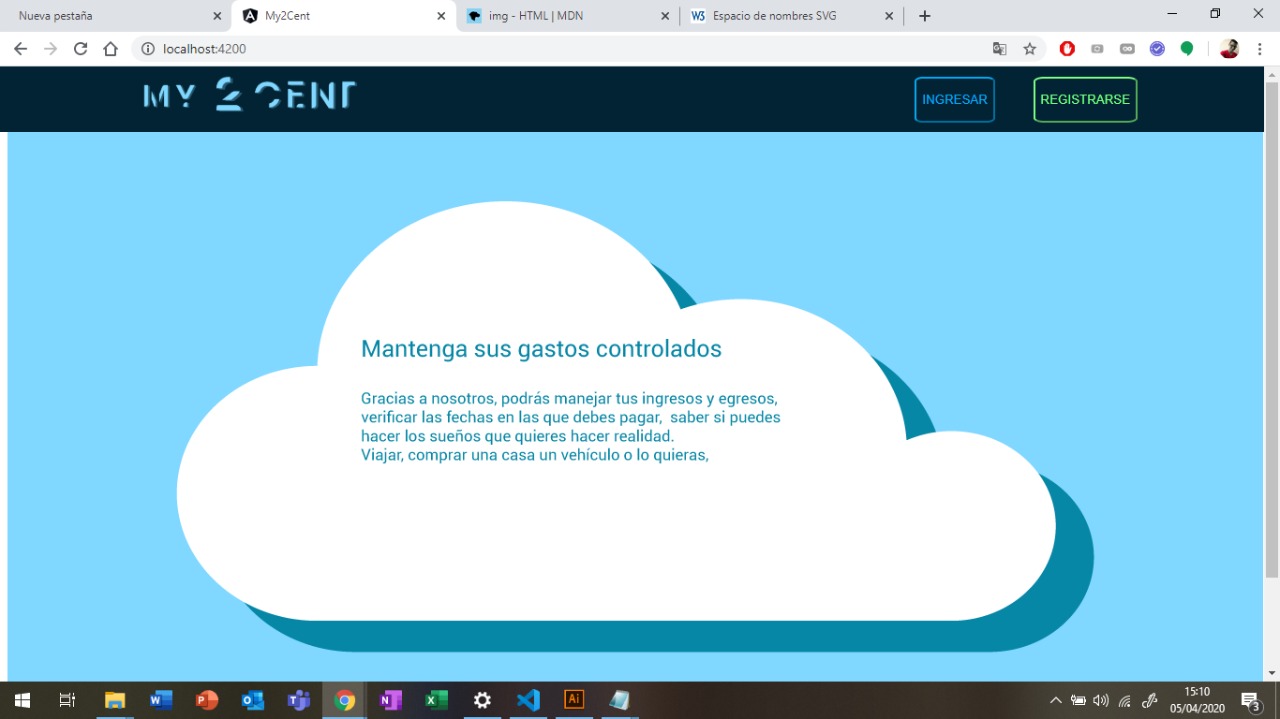 Nueva pestaña
My2Cent
img - HTML | MDN
Espacio de nombres SVG
localhost:4200
MY 2 CENT
INGRESAR
REGISTRARSE
Mantenga sus gastos controlados
Gracias a nosotros, podrás manejar tus ingresos y egresos,
verificar las fechas en las que debes pagar,  saber si puedes
hacer los sueños que quieres hacer realidad.
Viajar, comprar una casa un vehículo o lo quieras,
Ai
15:10
05/04/2020
3